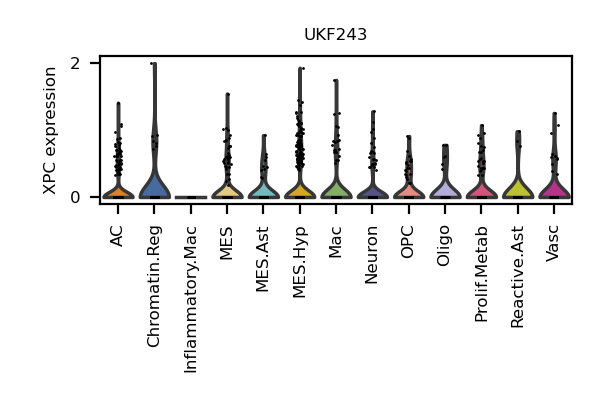 UKF243
XPC expression
2
0
AC
Chromatin.Reg
Inflammatory.Mac
MES
MES.Ast
MES.Hyp
Mac
Neuron
OPC
Oligo
Prolif.Metab
Reactive.Ast
Vasc